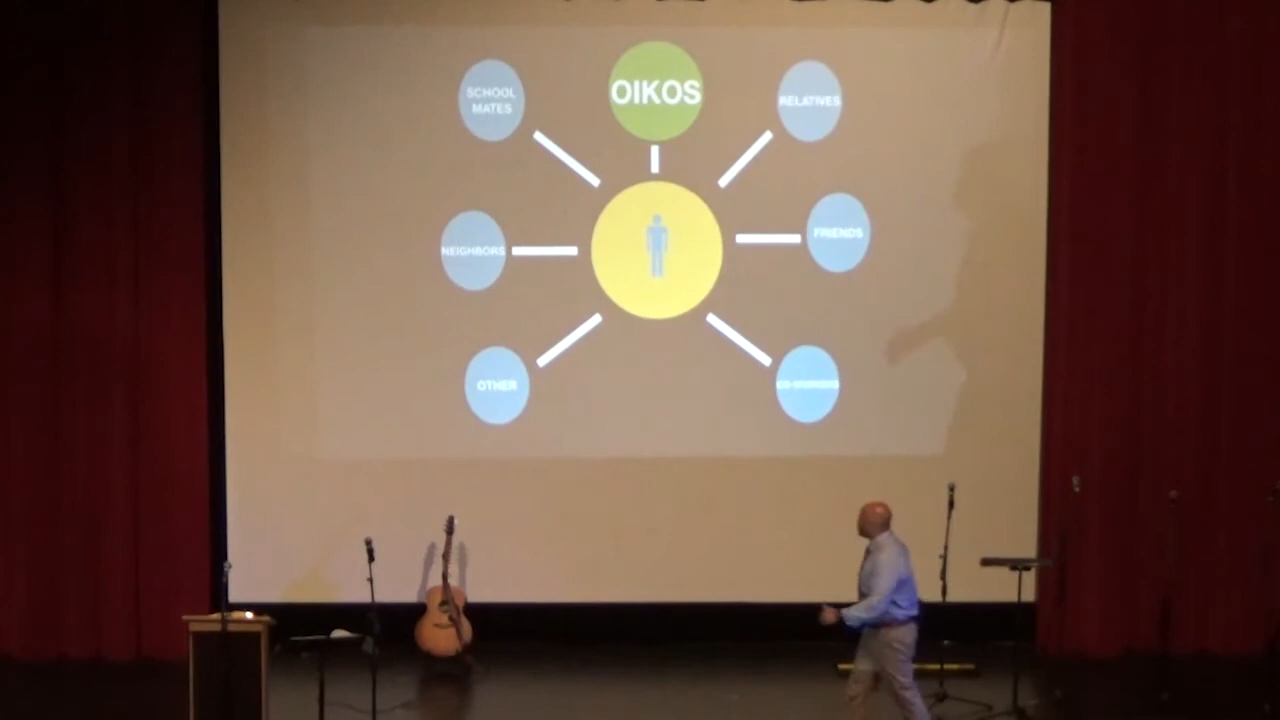 SCHOOL
MATES
OIKOS
RELATIVES
NEIGHBORS
FRIENDS
OTHER